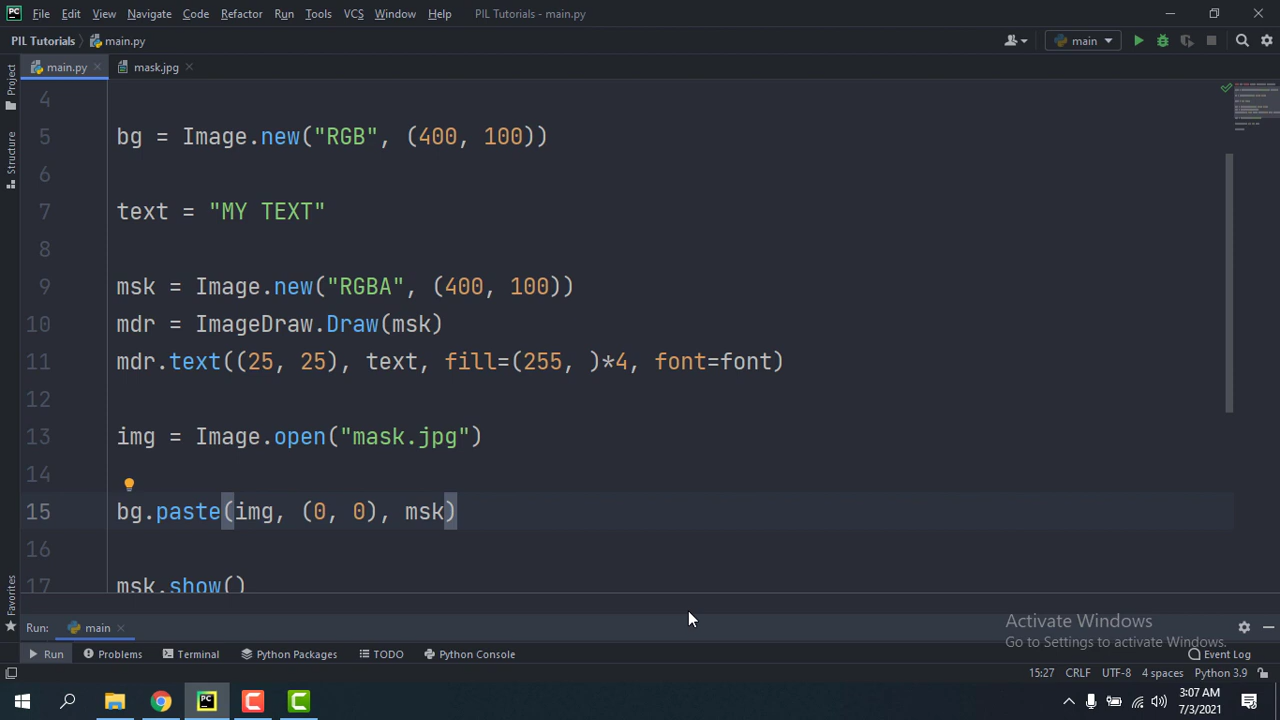 File Edit View Navigate Code Refactor Run Tools VCS Window Help PIL Tutorials - main.py
PIL Tutorials main.py main
main.py mask.jpg
Project
Structure
Favorites
4
5 bg = Image.new("RGB", (400, 100))
6
7 text = "MY TEXT"
8
9 msk = Image.new("RGBA", (400, 100))
10 mdr = ImageDraw.Draw(msk)
11 mdr.text((25, 25), text, fill=(255, )*4, font=font)
12
13 img = Image.open("mask.jpg")
14
15 bg.paste(img, (0, 0), msk)
16
17 msk.show()
Run: main
Activate Windows
Go to Settings to activate Windows.
Run Problems Terminal Python Packages TODO Python Console Event Log
15:27 CRLF UTF-8 4 spaces Python 3.9
3:07 AM
7/3/2021